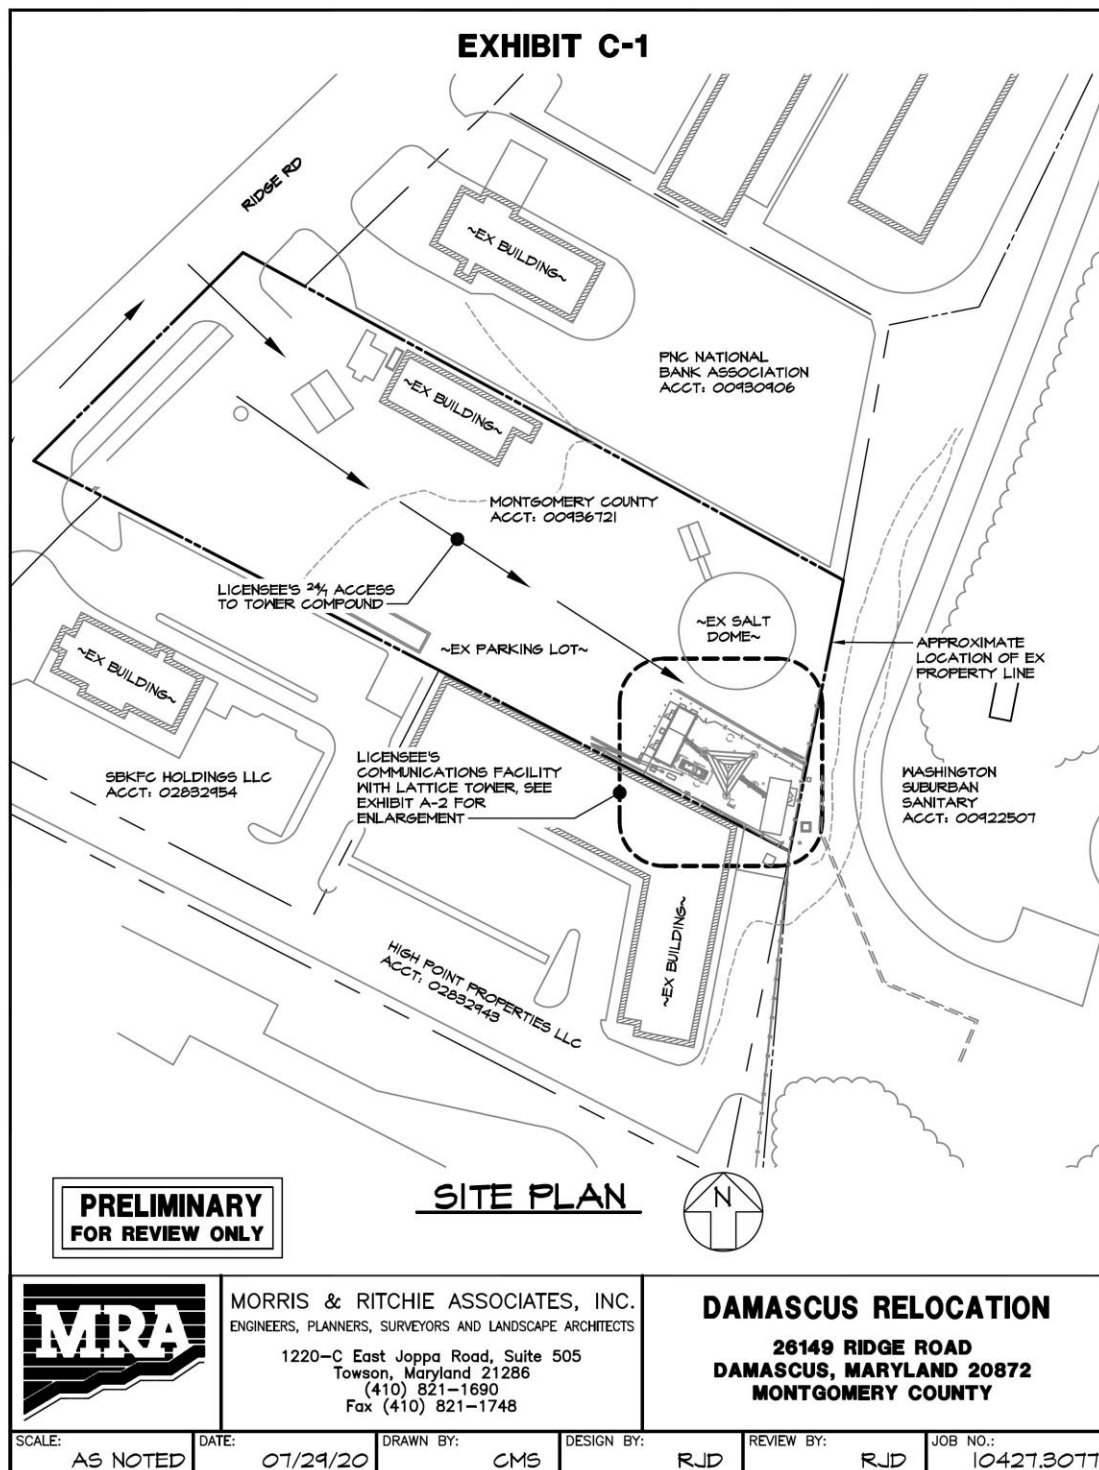 EXHIBIT C-1
RIDGE RD
~EX BUILDING~
PNC NATIONAL
BANK ASSOCIATION
ACCT: 00930906
~EX BUILDING~
MONTGOMERY COUNTY
ACCT: 00936721
LICENSEE'S 24/7 ACCESS
TO TOWER COMPOUND
~EX SALT
DOME~
~EX PARKING LOT~
APPROXIMATE
LOCATION OF EX
PROPERTY LINE
~EX BUILDING~
SBKFC HOLDINGS LLC
ACCT: 02832954
LICENSEE'S
COMMUNICATIONS FACILITY
WITH LATTICE TOWER, SEE
EXHIBIT A-2 FOR
ENLARGEMENT
WASHINGTON
SUBURBAN
SANITARY
ACCT: 00922507
~EX BUILDING~
HIGH POINT PROPERTIES LLC
ACCT: 02832943
PRELIMINARY
FOR REVIEW ONLY
SITE PLAN
N
MRA
MORRIS & RITCHIE ASSOCIATES, INC.
ENGINEERS, PLANNERS, SURVEYORS AND LANDSCAPE ARCHITECTS
1220-C East Joppa Road, Suite 505
Towson, Maryland 21286
(410) 821-1690
Fax (410) 821-1748
DAMASCUS RELOCATION
26149 RIDGE ROAD
DAMASCUS, MARYLAND 20872
MONTGOMERY COUNTY
SCALE: AS NOTED
DATE: 07/29/20
DRAWN BY: CMS
DESIGN BY: RJD
REVIEW BY: RJD
JOB NO.: 10427.3077